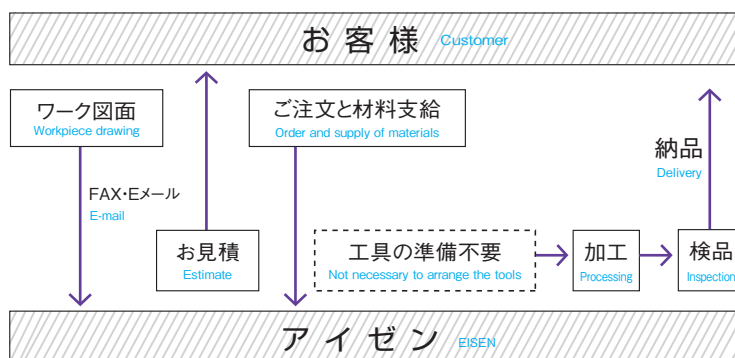 お客様 Customer
ワーク図面
Workpiece drawing
ご注文と材料支給
Order and supply of materials
納品
Delivery
FAX・Eメール
E-mail
お見積
Estimate
工具の準備不要
Not necessary to arrange the tools
加工
Processing
検品
Inspection
アイゼン EISEN